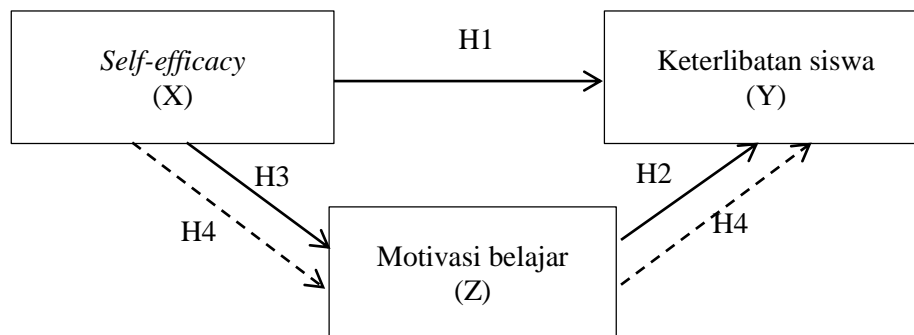 H1
Self-efficacy
(X)
Keterlibatan siswa
(Y)
H3
H2
H4
H4
Motivasi belajar
(Z)